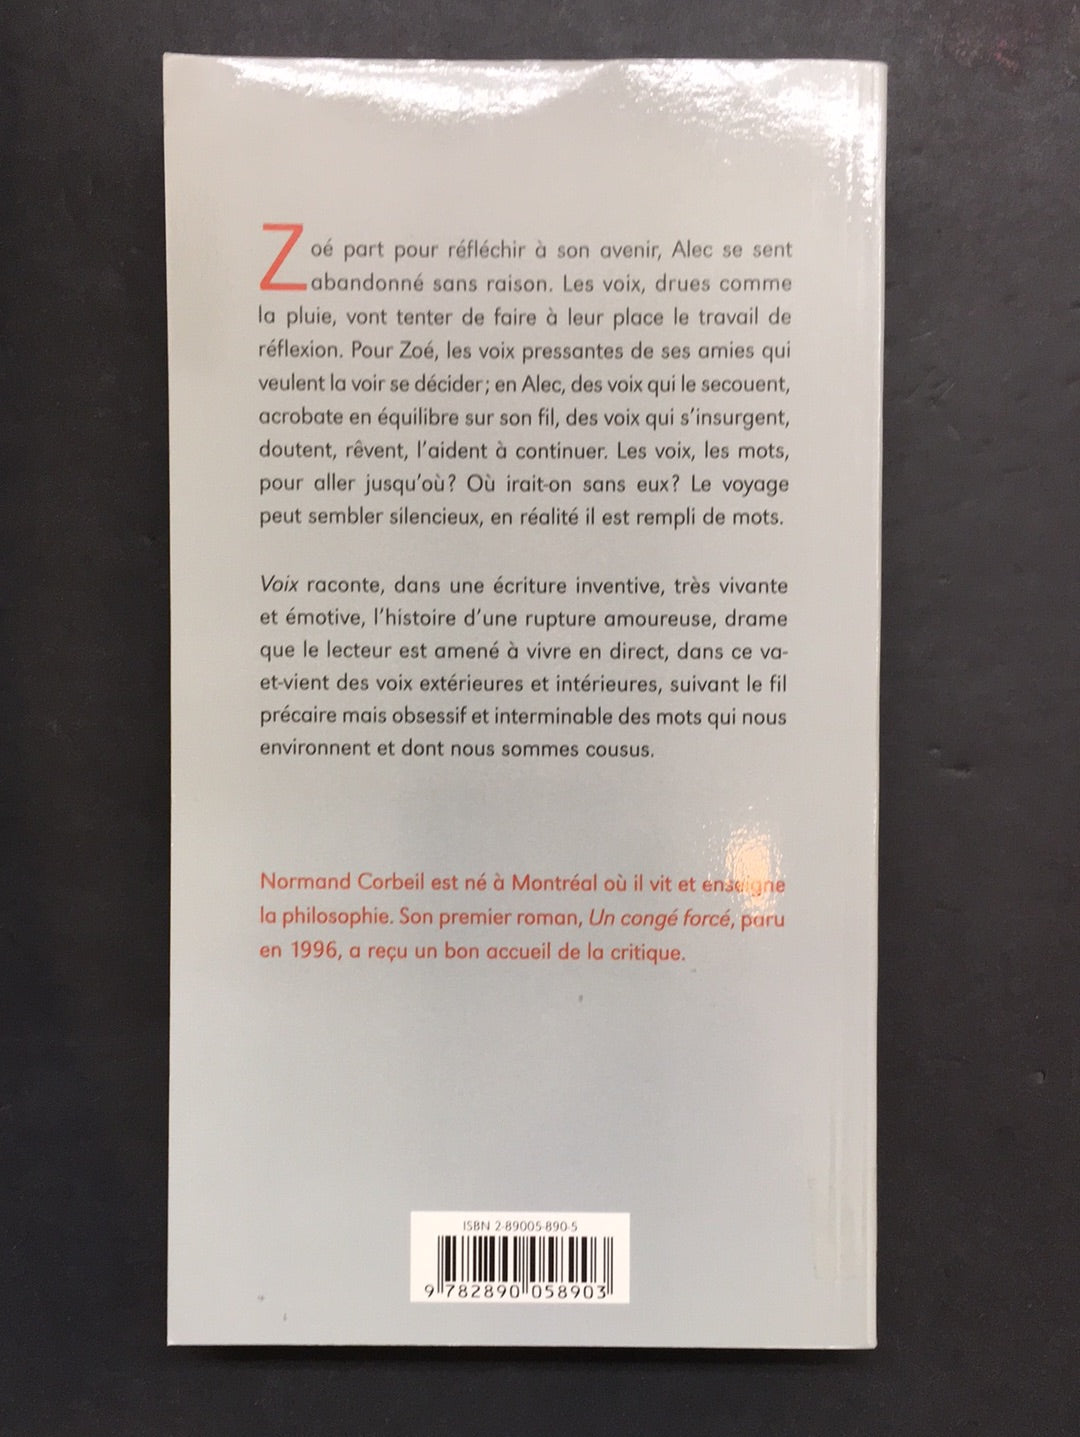 Zoé part pour réfléchir à son avenir, Alec se sent
abandonné sans raison. Les voix, drues comme
la pluie, vont tenter de faire à leur place le travail de
réflexion. Pour Zoé, les voix pressantes de ses amies qui
veulent la voir se décider ; en Alec, des voix qui le secouent,
acrobate en équilibre sur son fil, des voix qui s'insurgent,
doutent, rêvent, l'aident à continuer. Les voix, les mots,
pour aller jusqu'où? Où irait-on sans eux? Le voyage
peut sembler silencieux, en réalité il est rempli de mots.
Voix raconte, dans une écriture inventive, très vivante
et émotive, l'histoire d'une rupture amoureuse, drame
que le lecteur est amené à vivre en direct, dans ce va-
et-vient des voix extérieures et intérieures, suivant le fil
précaire mais obsessif et interminable des mots qui nous
environnent et dont nous sommes cousus.
Normand Corbeil est né à Montréal où il vit et enseigne
la philosophie. Son premier roman, Un congé forcé, paru
en 1996, a reçu un bon accueil de la critique.
ISBN 2-89005-890-5
9 782890 058903